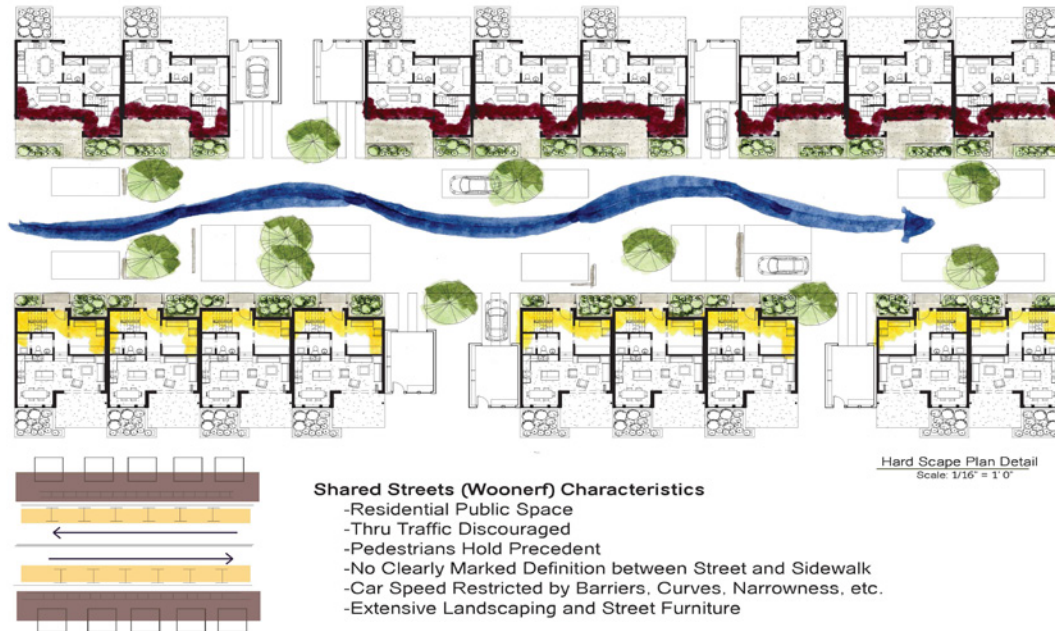 Hard Scape Plan Detail
Scale: 1/16" = 1' 0"
Shared Streets (Woonerf) Characteristics
-Residential Public Space
-Thru Traffic Discouraged
-Pedestrians Hold Precedent
-No Clearly Marked Definition between Street and Sidewalk
-Car Speed Restricted by Barriers, Curves, Narrowness, etc.
-Extensive Landscaping and Street Furniture